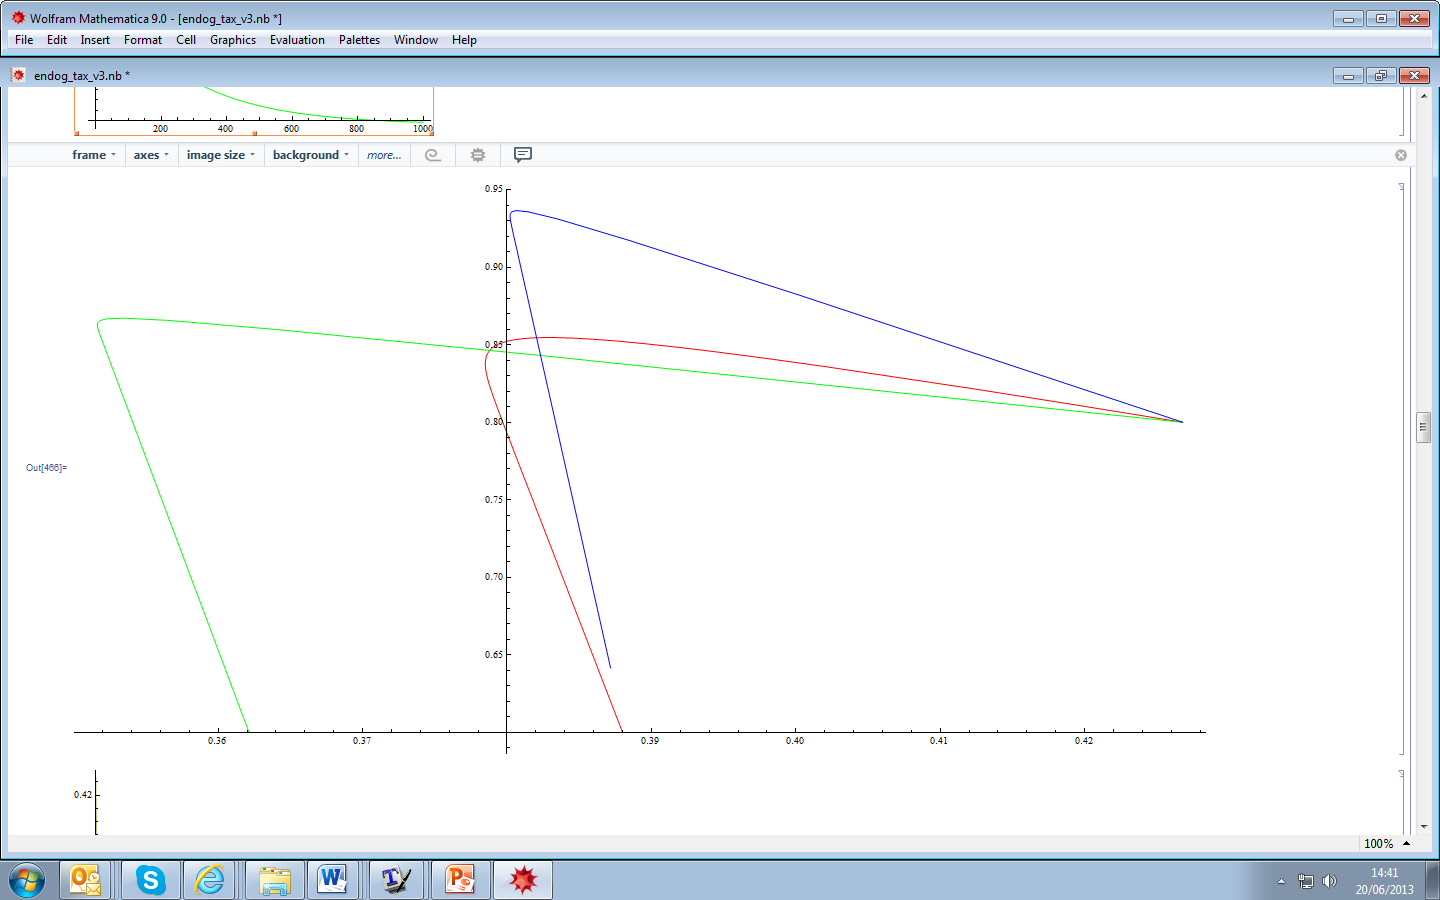 Wolfram Mathematica 9.0 - [endog_tax_v3.nb *]
File Edit Insert Format Cell Graphics Evaluation Palettes Window Help
endog_tax_v3.nb *
200 400 600 800 1000
frame axes image size background more...
0.95
0.90
0.85
0.80
Out[466]=
0.75
0.70
0.65
0.36 0.37 0.39 0.40 0.41 0.42
0.42
100%
14:41
20/06/2013